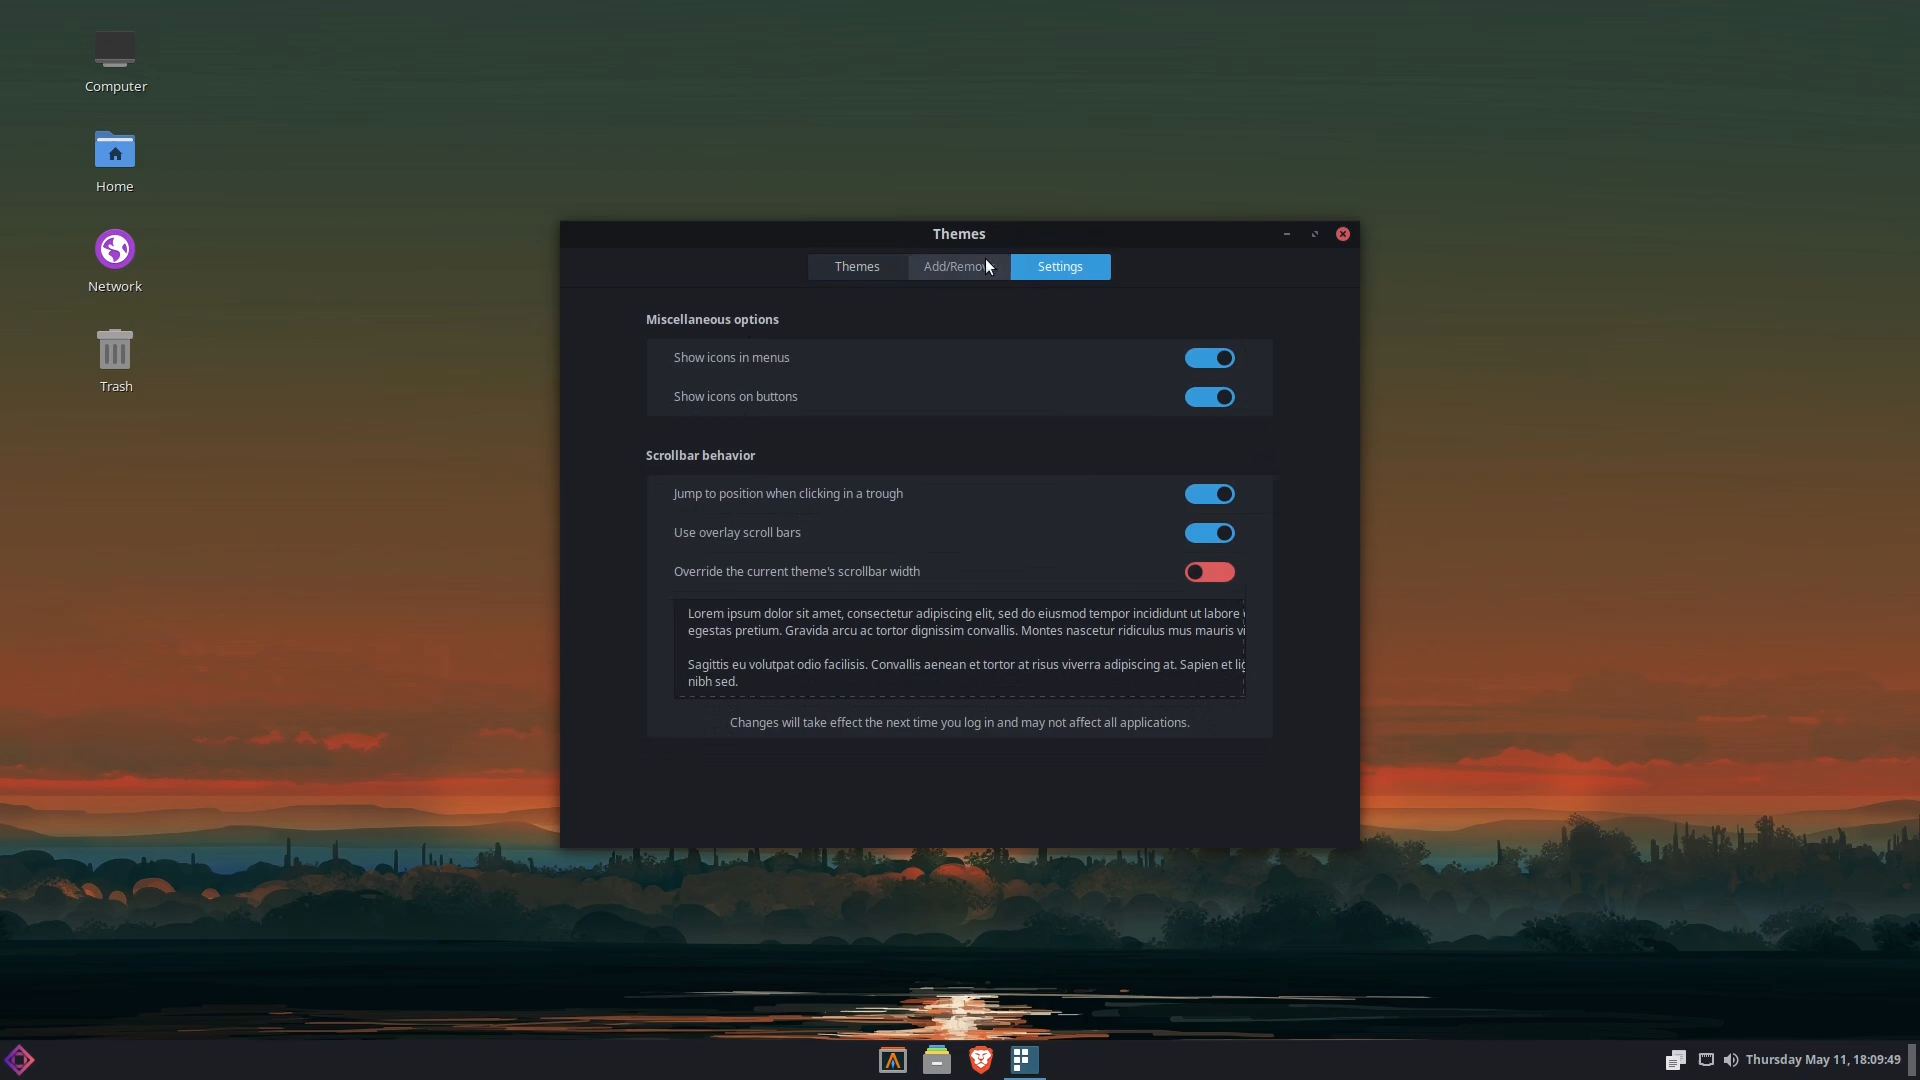 Computer
Home
Network
Trash
Themes
Themes
Add/Remov
Settings
Miscellaneous options
Show icons in menus
Show icons on buttons
Scrollbar behavior
Jump to position when clicking in a trough
Use overlay scroll bars
Override the current theme's scrollbar width
Lorem ipsum dolor sit amet, consectetur adipiscing elit, sed do eiusmod tempor incididunt ut labore
egestas pretium. Gravida arcu ac tortor dignissim convallis. Montes nascetur ridiculus mus mauris vi
Sagittis eu volutpat odio facilisis. Convallis aenean et tortor at risus viverra adipiscing at. Sapien et lig
nibh sed.
Changes will take effect the next time you log in and may not affect all applications.
Thursday May 11, 18:09:49